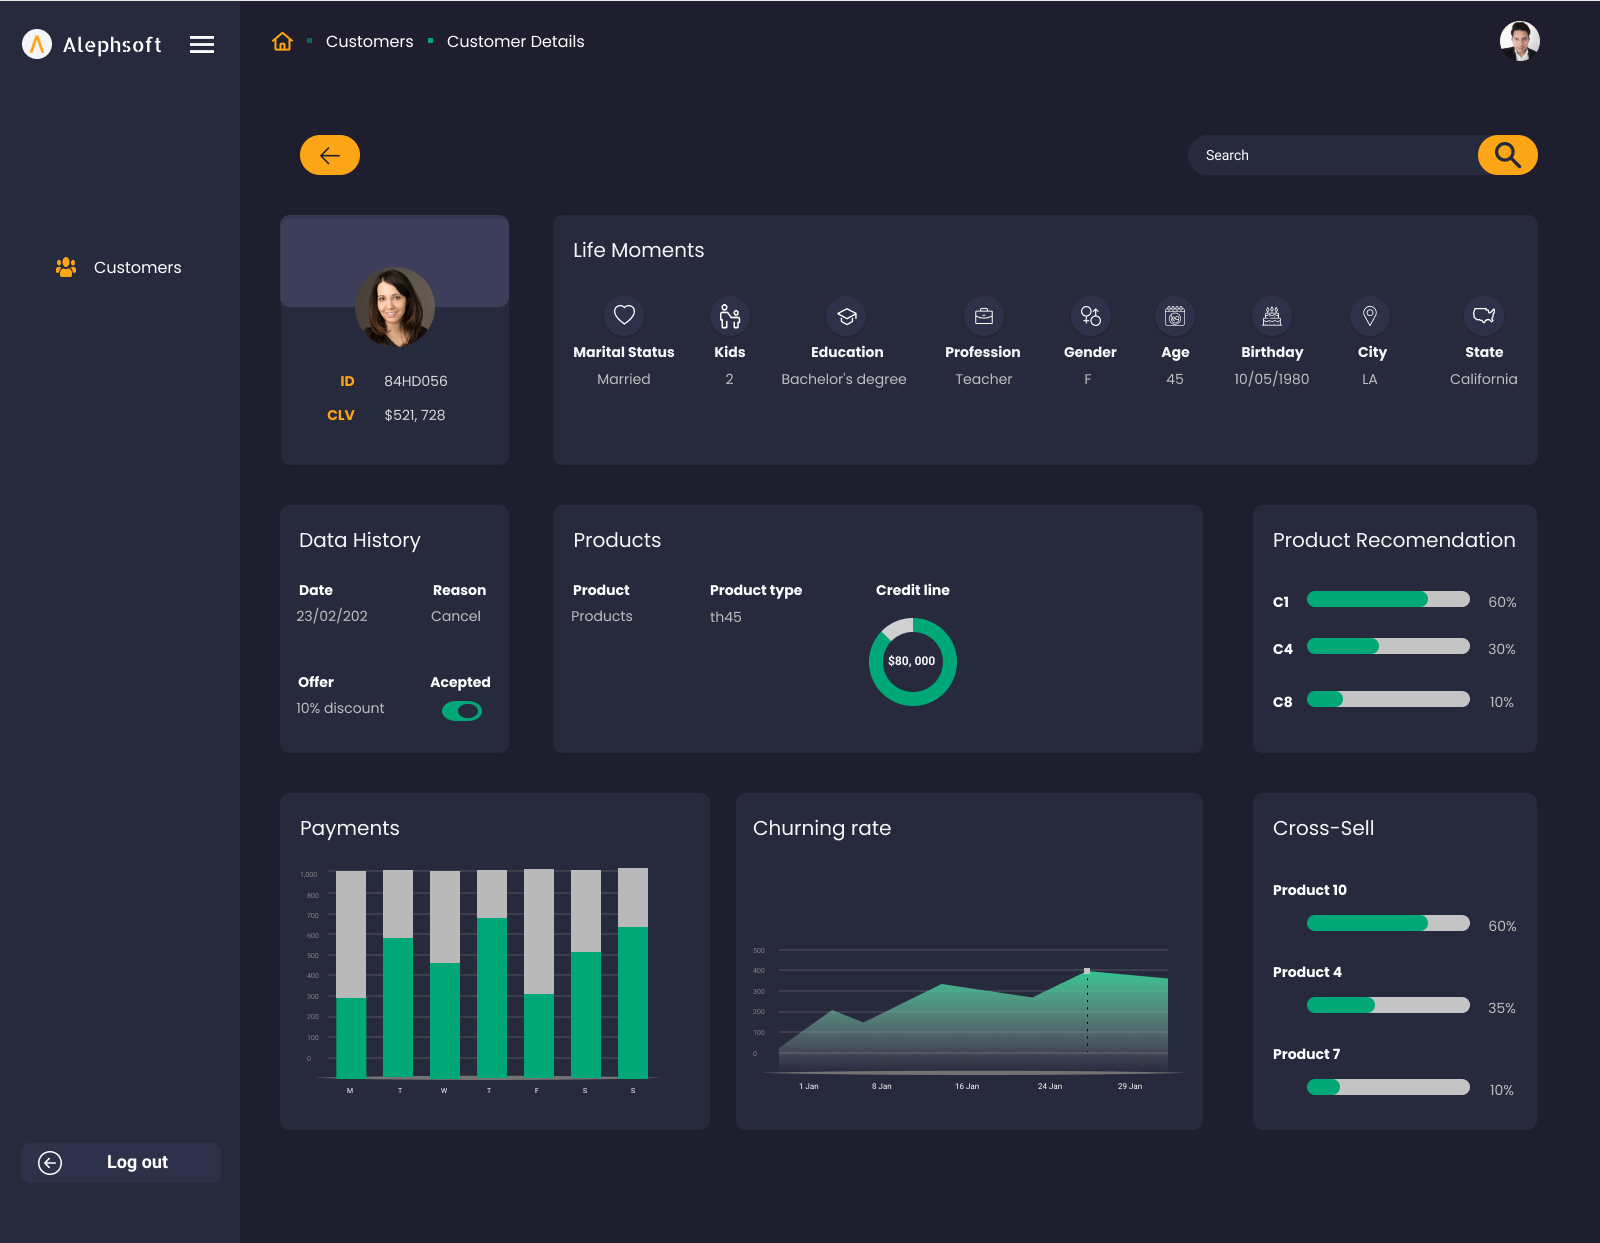 Alephsoft
Customers
Customer Details
Search
Customers
ID 84HD056
CLV $521, 728
Life Moments
Marital Status Kids Education Profession Gender Age Birthday City State
Married 2 Bachelor's degree Teacher F 45 10/05/1980 LA California
Data History
Date Reason
23/02/202 Cancel
Offer Acepted
10% discount
Products
Product Product type Credit line
Products th45
$80, 000
Product Recomendation
C1 60%
C4 30%
C8 10%
Payments
1,000
800
700
600
500
400
300
200
100
0
M T W T F S S
Churning rate
500
400
300
200
100
0
1 Jan 8 Jan 16 Jan 24 Jan 29 Jan
Cross-Sell
Product 10
60%
Product 4
35%
Product 7
10%
Log out